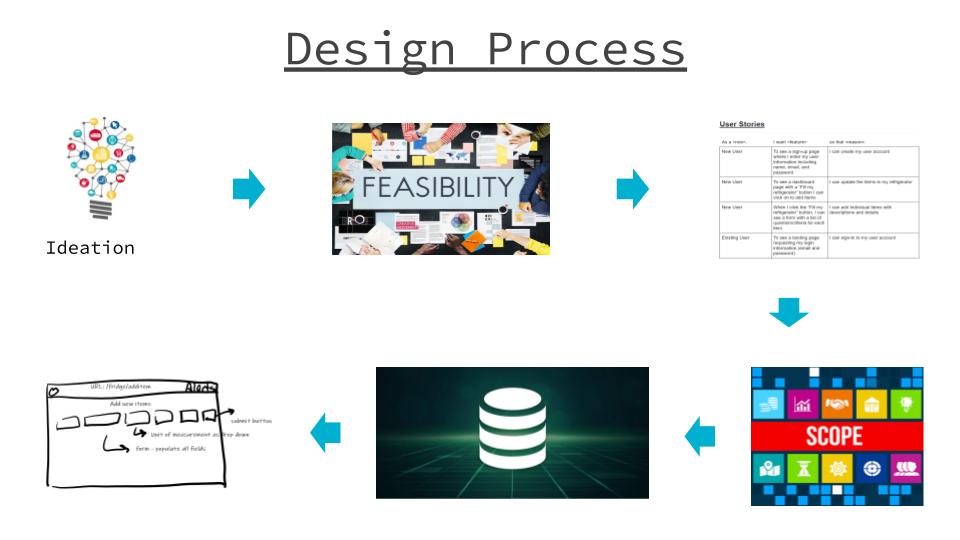 Design Process
Ideation
FEASIBILITY
User Stories
As a <role>, I want <feature> so that <reason>
New User To see a sign-up page I can create my user account
where I enter my user
information including
name, email, and
password.
New User To see a dashboard I can update the items in my refrigerator
page with a "Fill my
refrigerator" button I can
click on to add items
New User When I click the "Fill my I can add individual items with
refrigerator" button, I can descriptions and details
see a form with a list of
questions/criteria for each
item.
Existing User To see a landing page I can sign-in to my user account
requesting my login
information (email and
password)
URL: /fridge/additem Alerts
Add new items:
submit button
Unit of measurement as drop down
form - populate all fields
SCOPE